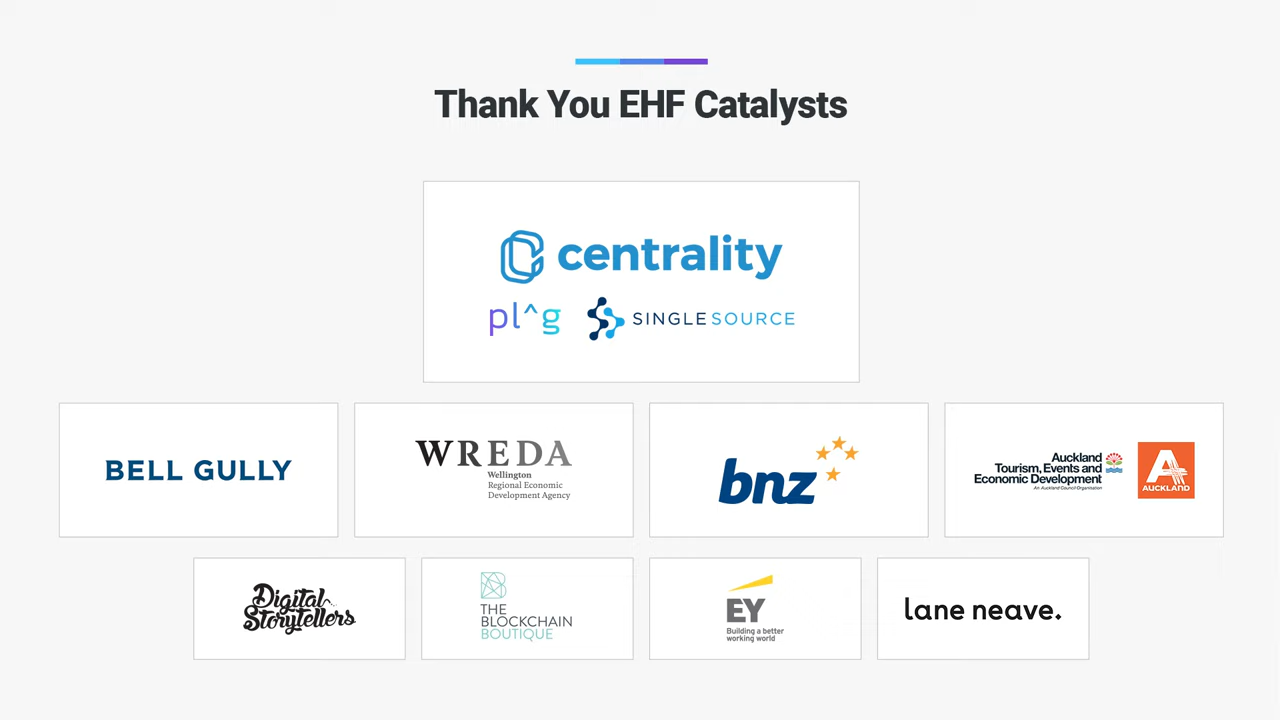 Thank You EHF Catalysts
centrality
pl^g SINGLESOURCE
BELL GULLY
WREDA
Wellington
Regional Economic
Development Agency
bnz
Auckland
Tourism, Events and
Economic Development
An Auckland Council Organisation
AUCKLAND
Digital
Storytellers
THE
BLOCKCHAIN
BOUTIQUE
EY
Building a better
working world
lane neave.